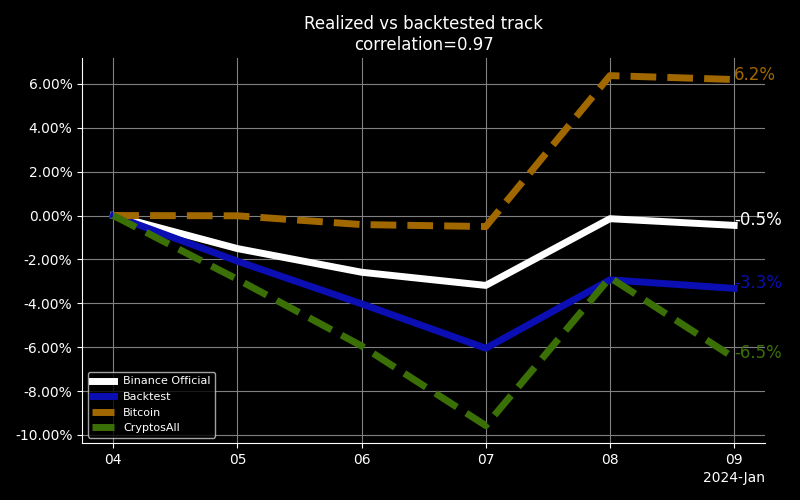 Realized vs backtested track
correlation=0.97
6.00%
4.00%
2.00%
0.00%
-2.00%
-4.00%
-6.00%
-8.00%
-10.00%
6.2%
-0.5%
-3.3%
-6.5%
Binance Official
Backtest
Bitcoin
CryptosAll
04 05 06 07 08 09
2024-Jan